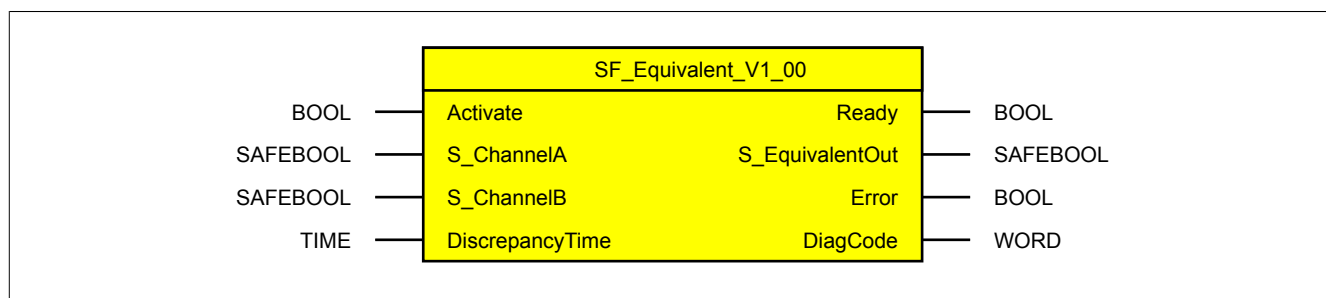 SF_Equivalent_V1_00
BOOL Activate Ready BOOL
SAFEBOOL S_ChannelA S_EquivalentOut SAFEBOOL
SAFEBOOL S_ChannelB Error BOOL
TIME DiscrepancyTime DiagCode WORD